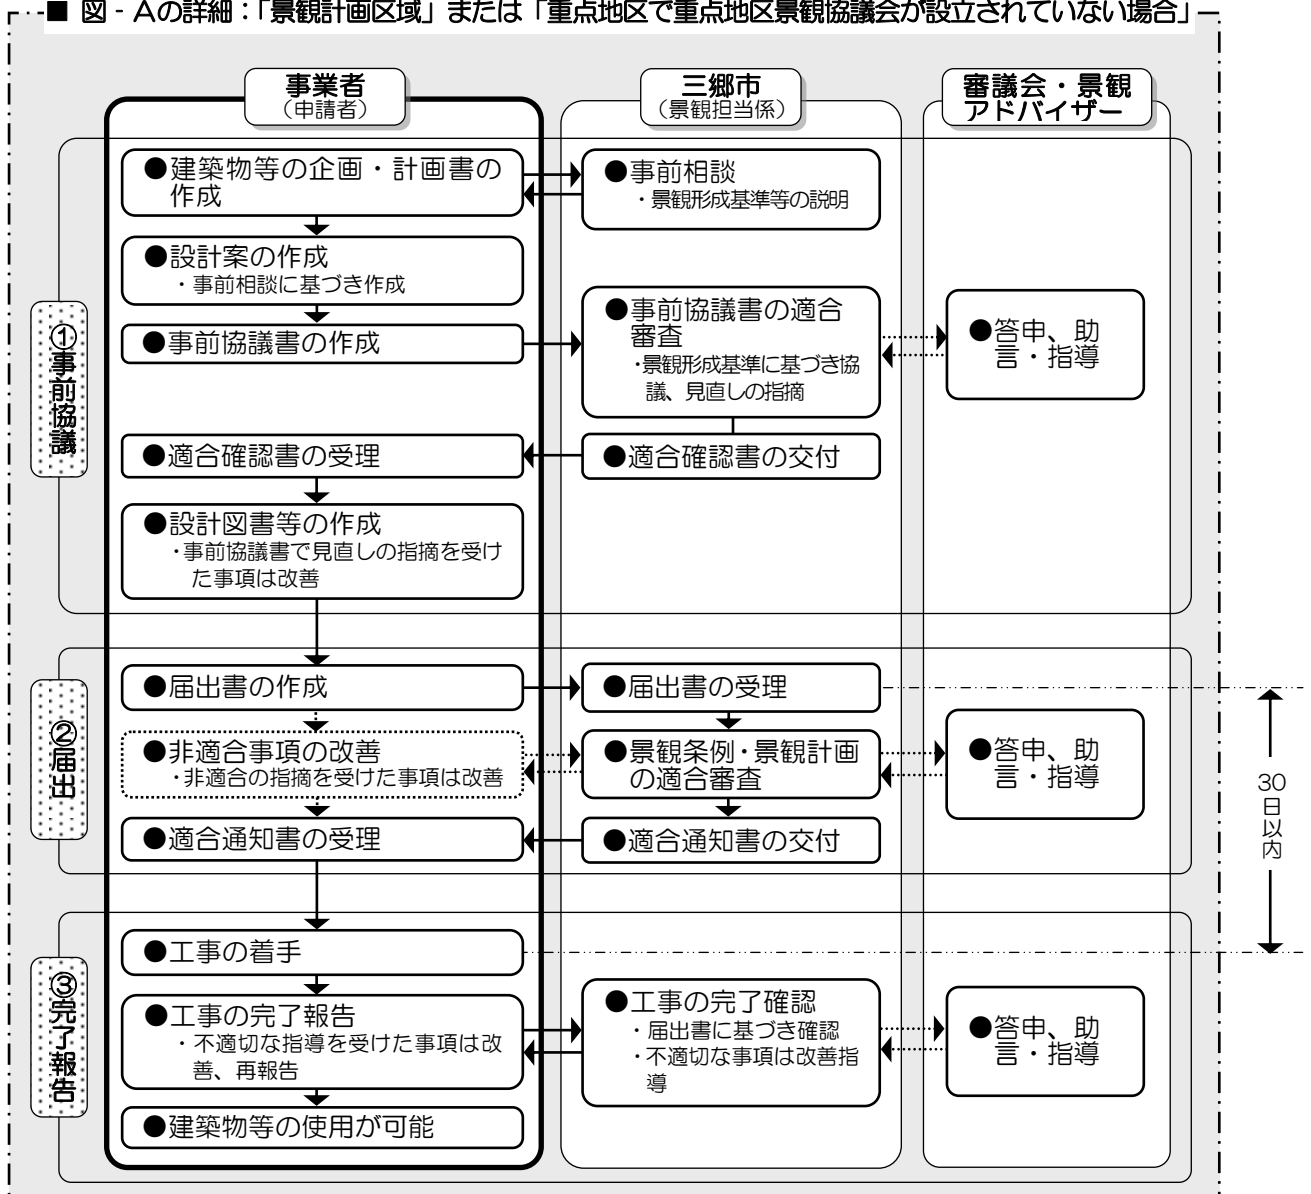 ■ 図 - Aの詳細：「景観計画区域」または「重点地区で重点地区景観協議会が設立されていない場合」
事業者
（申請者）
三郷市
（景観担当係）
審議会・景観
アドバイザー
①事前協議
●建築物等の企画・計画書の
作成
●事前相談
・景観形成基準等の説明
●設計案の作成
・事前相談に基づき作成
●事前協議書の作成
●事前協議書の適合
審査
・景観形成基準に基づき協
議、見直しの指摘
●答申、助
言・指導
●適合確認書の受理
●適合確認書の交付
●設計図書等の作成
・事前協議書で見直しの指摘を受け
た事項は改善
②届出
●届出書の作成
●届出書の受理
●非適合事項の改善
・非適合の指摘を受けた事項は改善
●景観条例・景観計画
の適合審査
●答申、助
言・指導
●適合通知書の受理
●適合通知書の交付
30日以内
③完了報告
●工事の着手
●工事の完了報告
・不適切な指導を受けた事項は改
善、再報告
●工事の完了確認
・届出書に基づき確認
・不適切な事項は改善指
導
●答申、助
言・指導
●建築物等の使用が可能